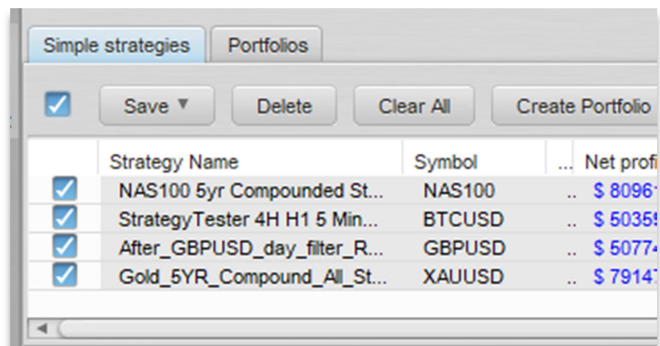 Simple strategies Portfolios
Save ▼ Delete Clear All Create Portfolio
Strategy Name Symbol ... Net profi
NAS100 5yr Compounded St... NAS100 .. $ 80961
StrategyTester 4H H1 5 Min... BTCUSD .. $ 50355
After_GBPUSD_day_filter_R... GBPUSD .. $ 50774
Gold_5YR_Compound_All_St... XAUUSD .. $ 79147